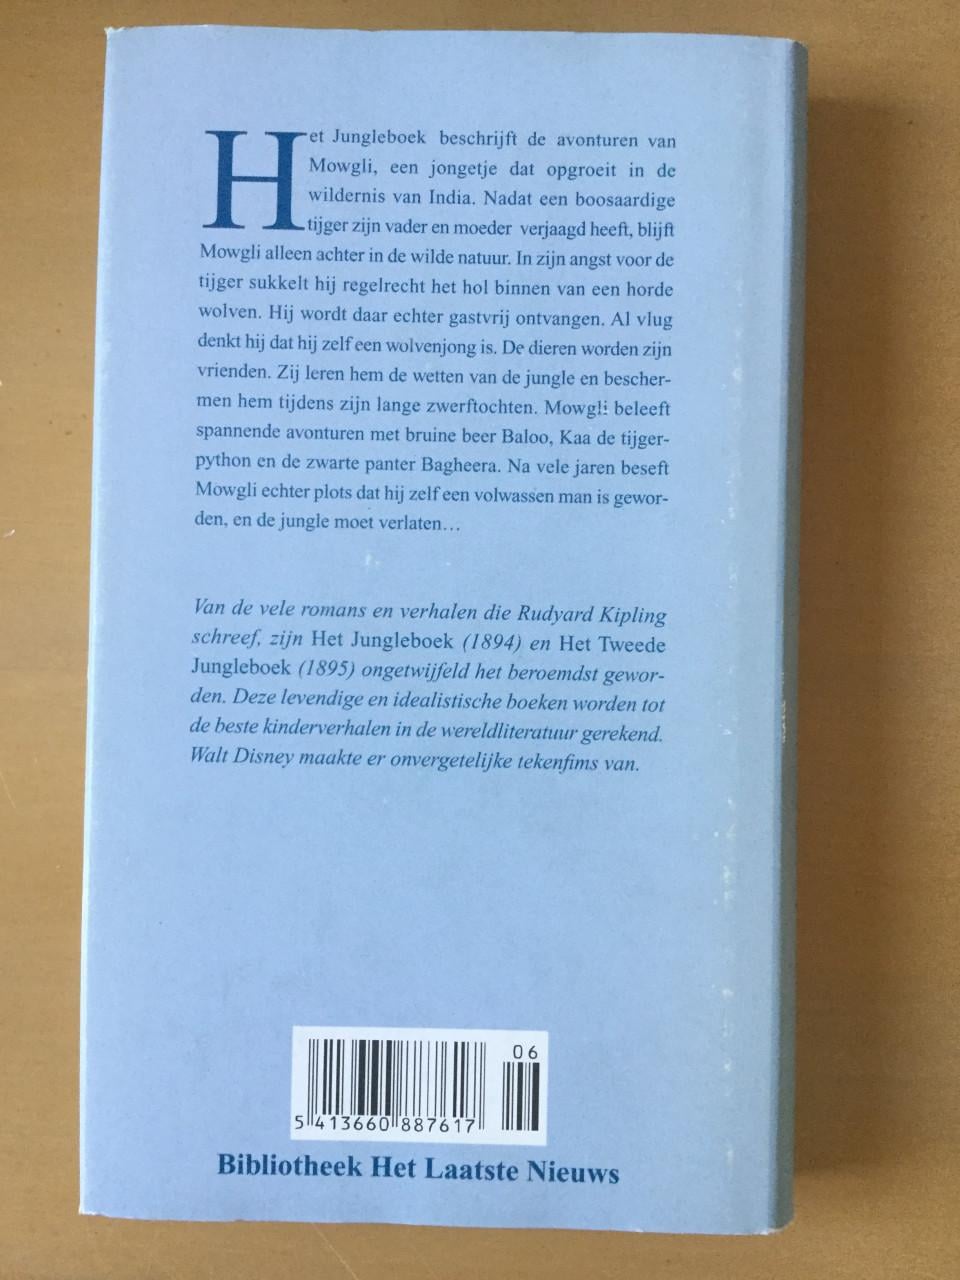 Het Jungleboek beschrijft de avonturen van
Mowgli, een jongetje dat opgroeit in de
wildernis van India. Nadat een boosaardige
tijger zijn vader en moeder verjaagd heeft, blijft
Mowgli alleen achter in de wilde natuur. In zijn angst voor de
tijger sukkelt hij regelrecht het hol binnen van een horde
wolven. Hij wordt daar echter gastvrij ontvangen. Al vlug
denkt hij dat hij zelf een wolvenjong is. De dieren worden zijn
vrienden. Zij leren hem de wetten van de jungle en bescher-
men hem tijdens zijn lange zwerftochten. Mowgli beleeft
spannende avonturen met bruine beer Baloo, Kaa de tijger-
python en de zwarte panter Bagheera. Na vele jaren beseft
Mowgli echter plots dat hij zelf een volwassen man is gewor-
den, en de jungle moet verlaten…
Van de vele romans en verhalen die Rudyard Kipling
schreef, zijn Het Jungleboek (1894) en Het Tweede
Jungleboek (1895) ongetwijfeld het beroemdst gewor-
den. Deze levendige en idealistische boeken worden tot
de beste kinderverhalen in de wereldliteratuur gerekend.
Walt Disney maakte er onvergetelijke tekenfims van.
06
5 413660 887617
Bibliotheek Het Laatste Nieuws